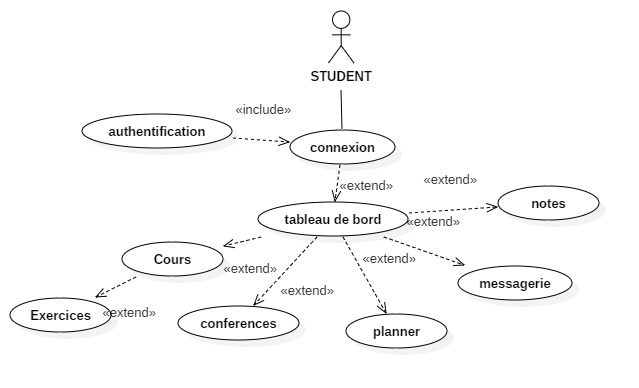 STUDENT
«include»
authentification
connexion
«extend»
«extend»
notes
tableau de bord
«extend»
Cours
«extend»
«extend»
messagerie
«extend»
Exercices
«extend»
conferences
planner